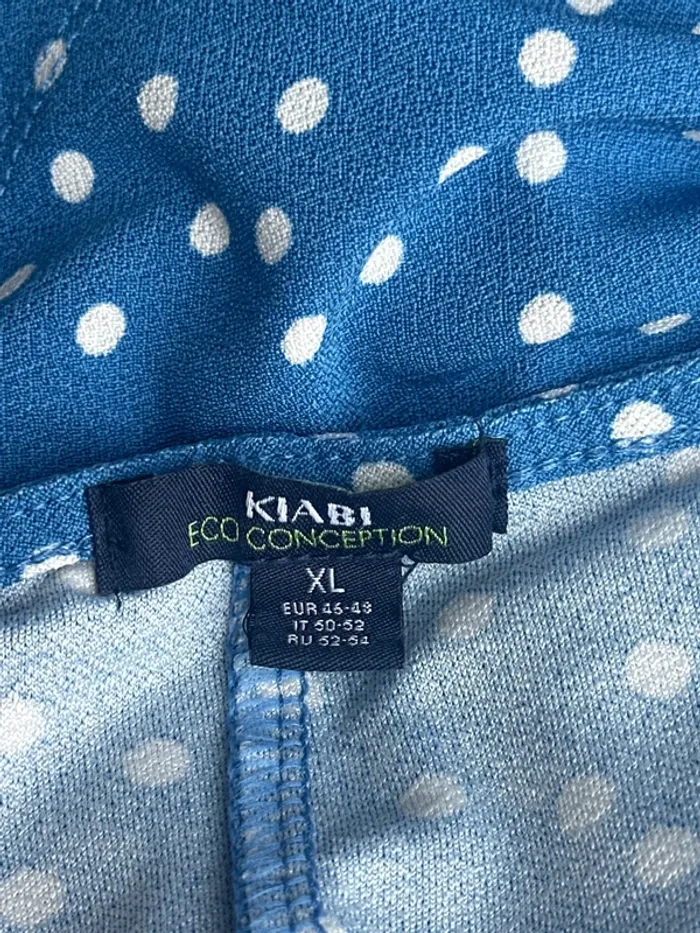 KIABI
ECO CONCEPTION
XL
EUR 46-48
IT 50-52
RU 52-54